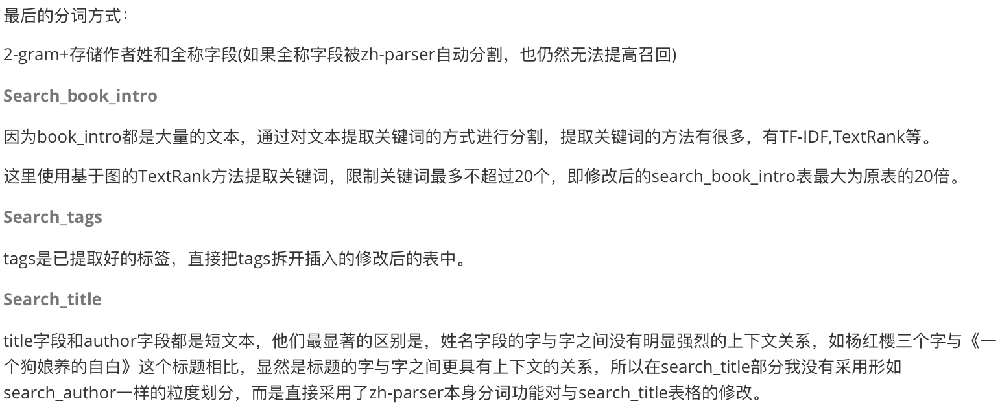 最后的分词方式：
2-gram+存储作者姓和全称字段(如果全称字段被zh-parser自动分割，也仍然无法提高召回)
Search_book_intro
因为book_intro都是大量的文本，通过对文本提取关键词的方式进行分割，提取关键词的方法有很多，有TF-IDF,TextRank等。
这里使用基于图的TextRank方法提取关键词，限制关键词最多不超过20个，即修改后的search_book_intro表最大为原表的20倍。
Search_tags
tags是已提取好的标签，直接把tags拆开插入的修改后的表中。
Search_title
title字段和author字段都是短文本，他们最显著的区别是，姓名字段的字与字之间没有明显强烈的上下文关系，如杨红樱三个字与《一
个狗娘养的自白》这个标题相比，显然是标题的字与字之间更具有上下文的关系，所以在search_title部分我没有采用形如
search_author一样的粒度划分，而是直接采用了zh-parser本身分词功能对与search_title表格的修改。